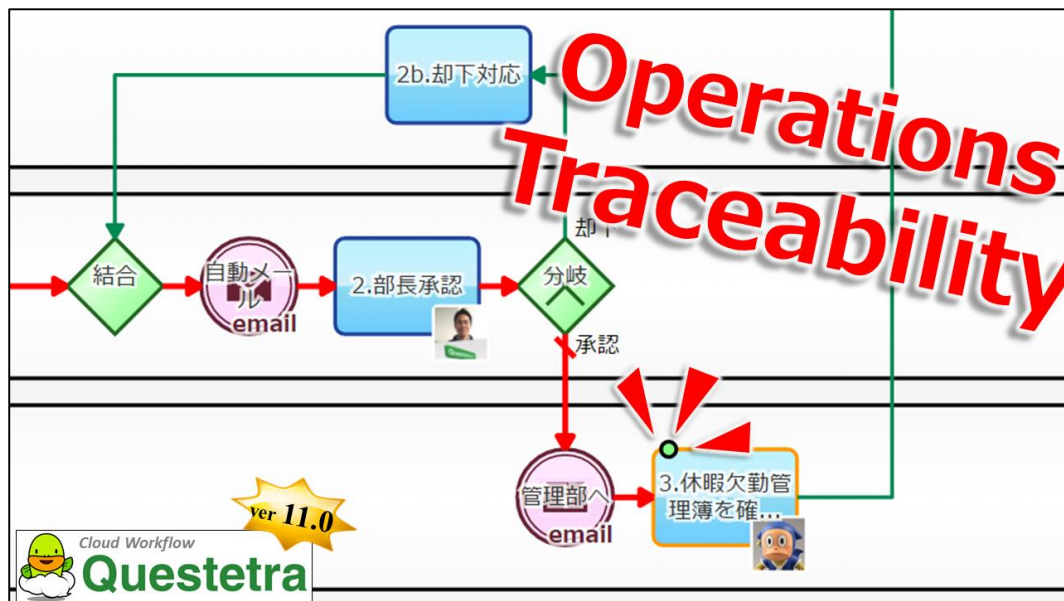 2b.却下対応
Operations
Traceability
却下
結合
自動メー
ル
email
2.部長承認
Questetra
分岐
承認
管理部へ
email
3.休暇欠勤管
理簿を確...
ver 11.0
Cloud Workflow
Questetra